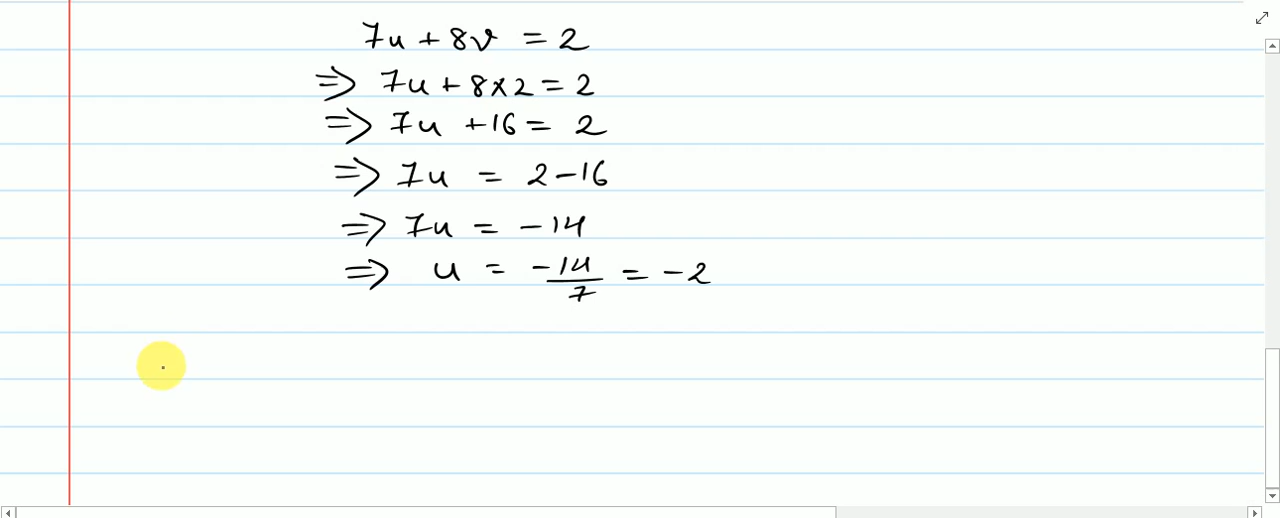 7u + 8v = 2
⇒ 7u + 8×2 = 2
⇒ 7u + 16 = 2
⇒ 7u = 2 - 16
⇒ 7u = -14
⇒ u = -14/7 = -2